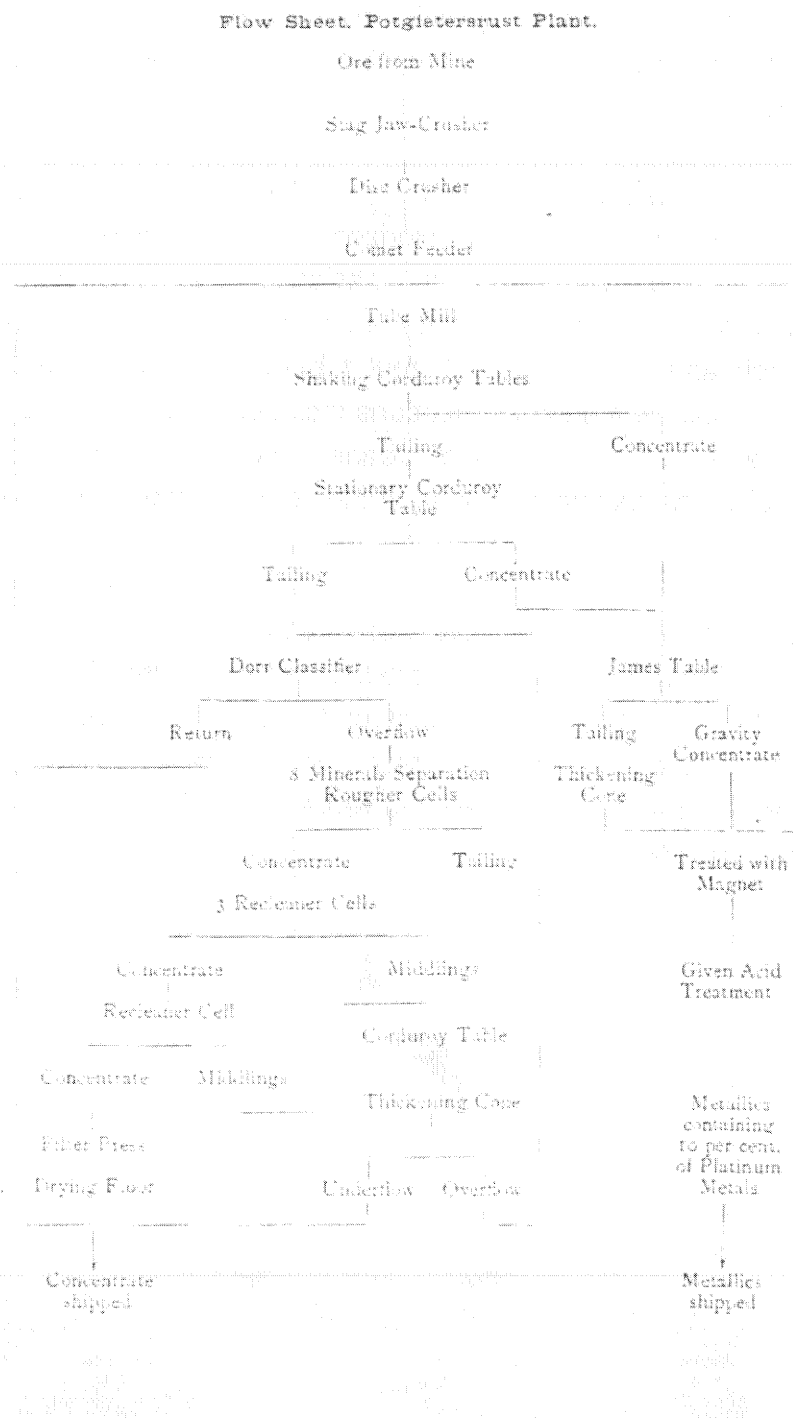 Flow Sheet. Potgietersrust Plant.
Ore from Mine
Stag Jaw-Crusher
Disc Crusher
Comet Feeder
Tube Mill
Shaking Corduroy Tables
Tailing Concentrate
Stationary Corduroy
Table
Tailing Concentrate
Dorr Classifier James Table
Return Overflow Tailing Gravity
Concentrate
8 Minerals Separation Thickening
Rougher Cells Cone
Concentrate Tailing Treated with
Magnet
3 Recleaner Cells
Concentrate Middlings Given Acid
Treatment
Recleaner Cell
Corduroy Table
Concentrate Middlings
Thickening Cone Metallics
containing
10 per cent.
of Platinum
Metals
Filter Press
Drying Floor Underflow Overflow
Concentrate Metallics
shipped shipped